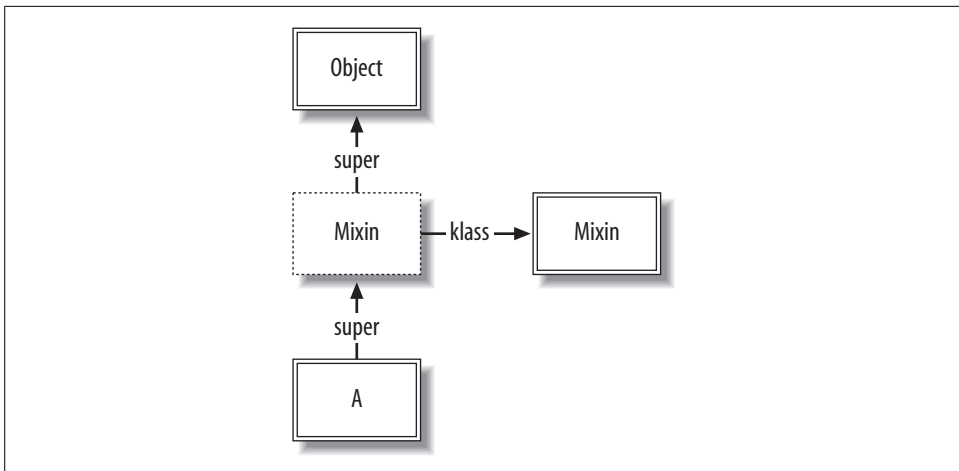 Object
super
Mixin
klass
Mixin
super
A